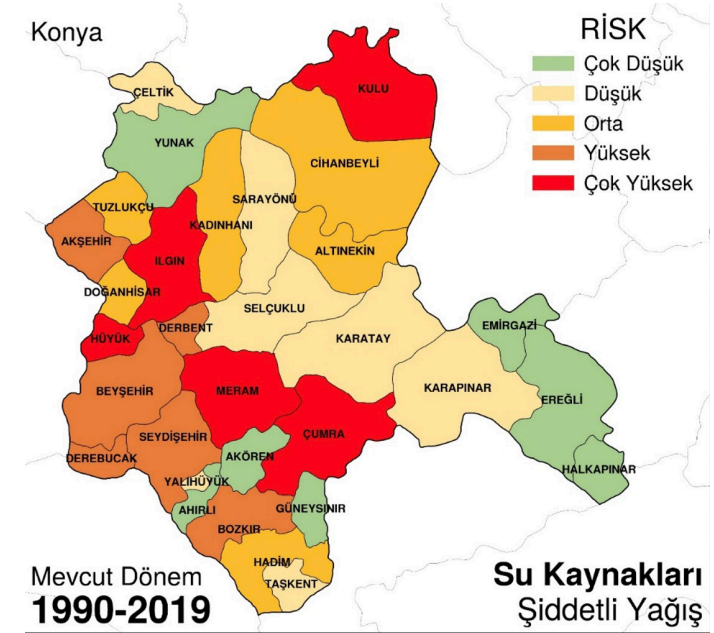 Konya
RİSK
Çok Düşük
Düşük
Orta
Yüksek
Çok Yüksek
KULU
ÇELTİK
YUNAK
CİHANBEYLİ
SARAYÖNÜ
TUZLUKÇU
KADINHANI
AKŞEHİR
ALTINEKİN
ILGIN
DOĞANHİSAR
SELÇUKLU
EMİRGAZİ
DERBENT
HÜYÜK
KARATAY
BEYŞEHİR
MERAM
KARAPINAR
EREĞLİ
SEYDİŞEHİR
ÇUMRA
DEREBUCAK
AKÖREN
HALKAPINAR
YALIHÜYÜK
AHIRLI
GÜNEYSINIR
BOZKIR
HADİM
TAŞKENT
Mevcut Dönem
1990-2019
Su Kaynakları
Şiddetli Yağış